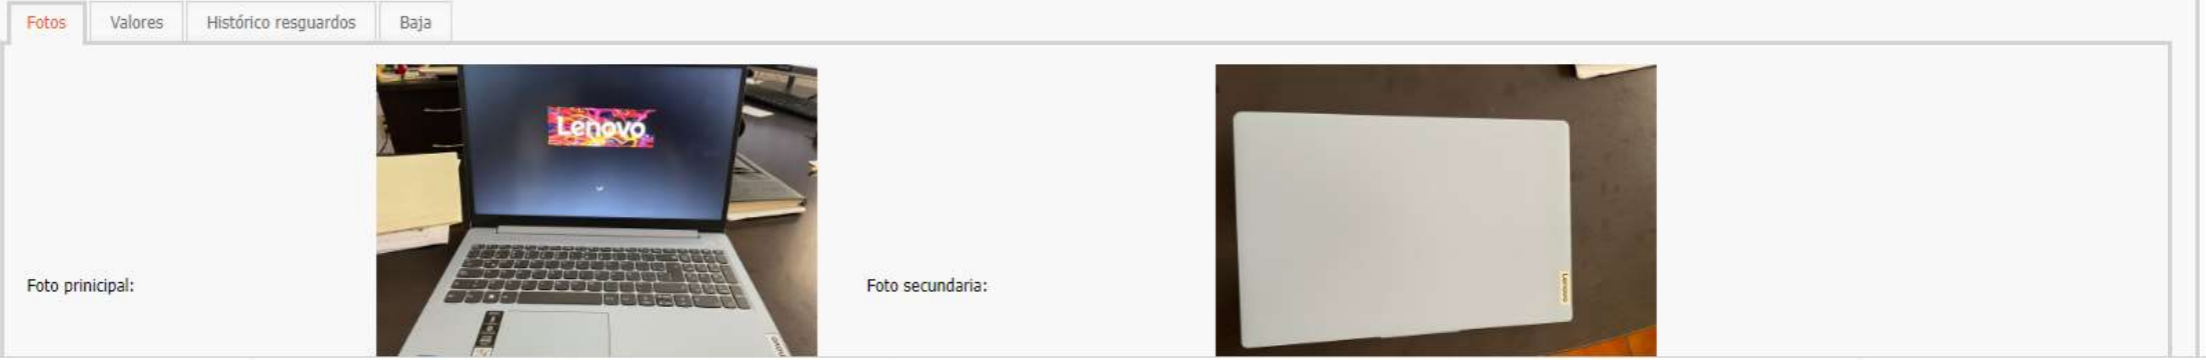 Fotos
Valores
Histórico resguardos
Baja
Lenovo
Foto prinicipal:
Foto secundaria:
Lenovo